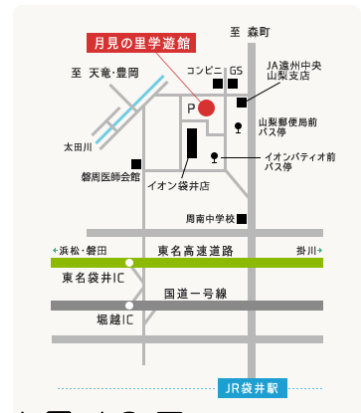 至 森町
月見の里学遊館
コンビニ GS
JA遠州中央
山梨支店
至 天竜・豊岡
P
山梨郵便局前
バス停
太田川
イオンパティオ前
バス停
磐周医師会館
イオン袋井店
周南中学校
←浜松・磐田
東名高速道路
掛川→
東名袋井IC
国道一号線
堀越IC
JR袋井駅